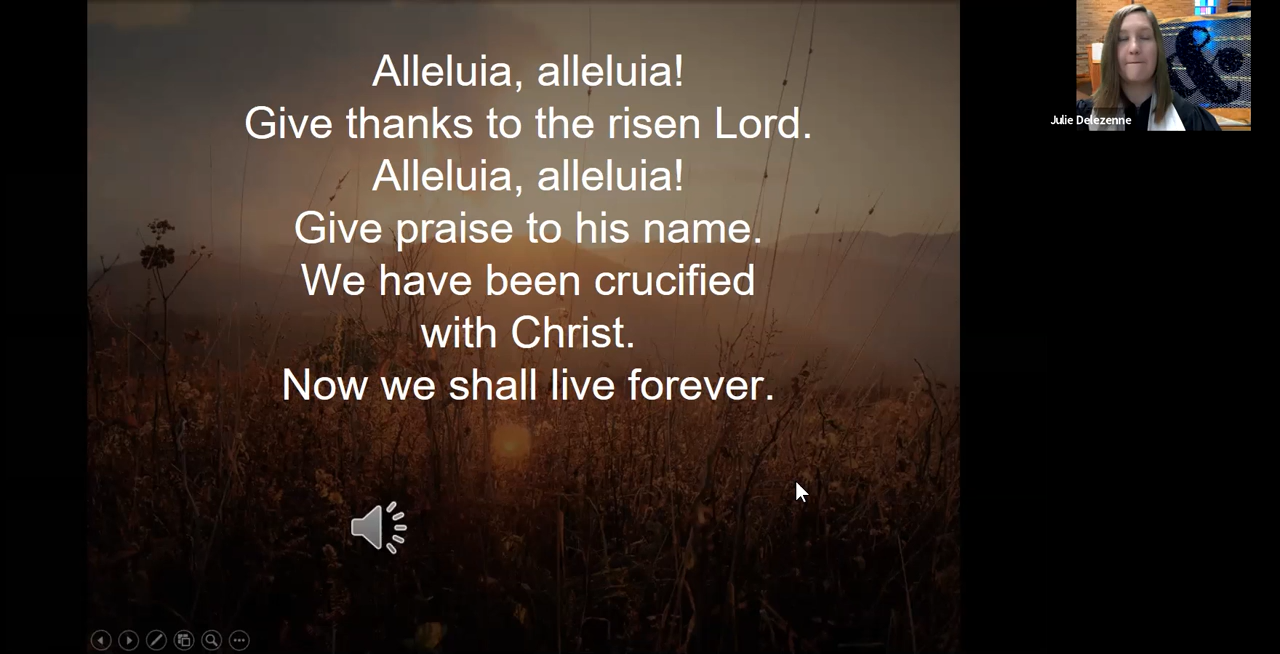 Alleluia, alleluia!
Give thanks to the risen Lord.
Alleluia, alleluia!
Give praise to his name.
We have been crucified
with Christ.
Now we shall live forever.
Julie Delezenne